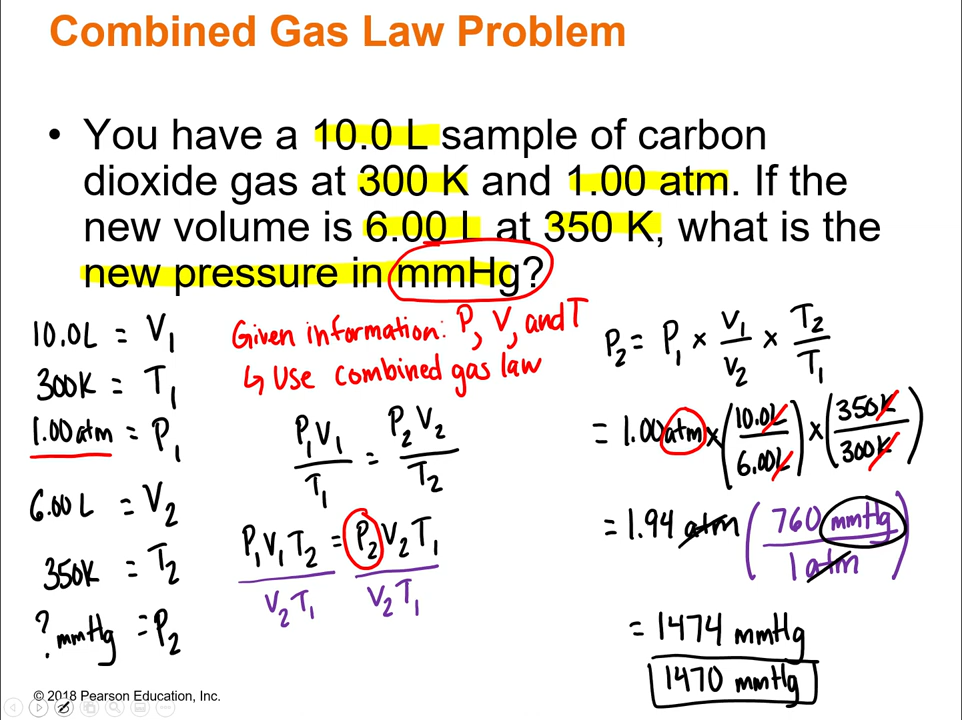 Combined Gas Law Problem
• You have a 10.0 L sample of carbon
dioxide gas at 300 K and 1.00 atm. If the
new volume is 6.00 L at 350 K, what is the
new pressure in mmHg?
10.0L = V₁
300K = T₁
1.00atm = P₁
6.00L = V₂
350K = T₂
? mmHg = P₂
Given information: P, V, and T
↳ Use combined gas law
P₁V₁/T₁ = P₂V₂/T₂
P₁V₁T₂/V₂T₁ = P₂V₂T₁/V₂T₁
P₂ = P₁ × V₁/V₂ × T₂/T₁
= 1.00atm × (10.0L/6.00L) × (350K/300K)
= 1.94 atm (760 mmHg/1 atm)
= 1474 mmHg
1470 mmHg
© 2018 Pearson Education, Inc.